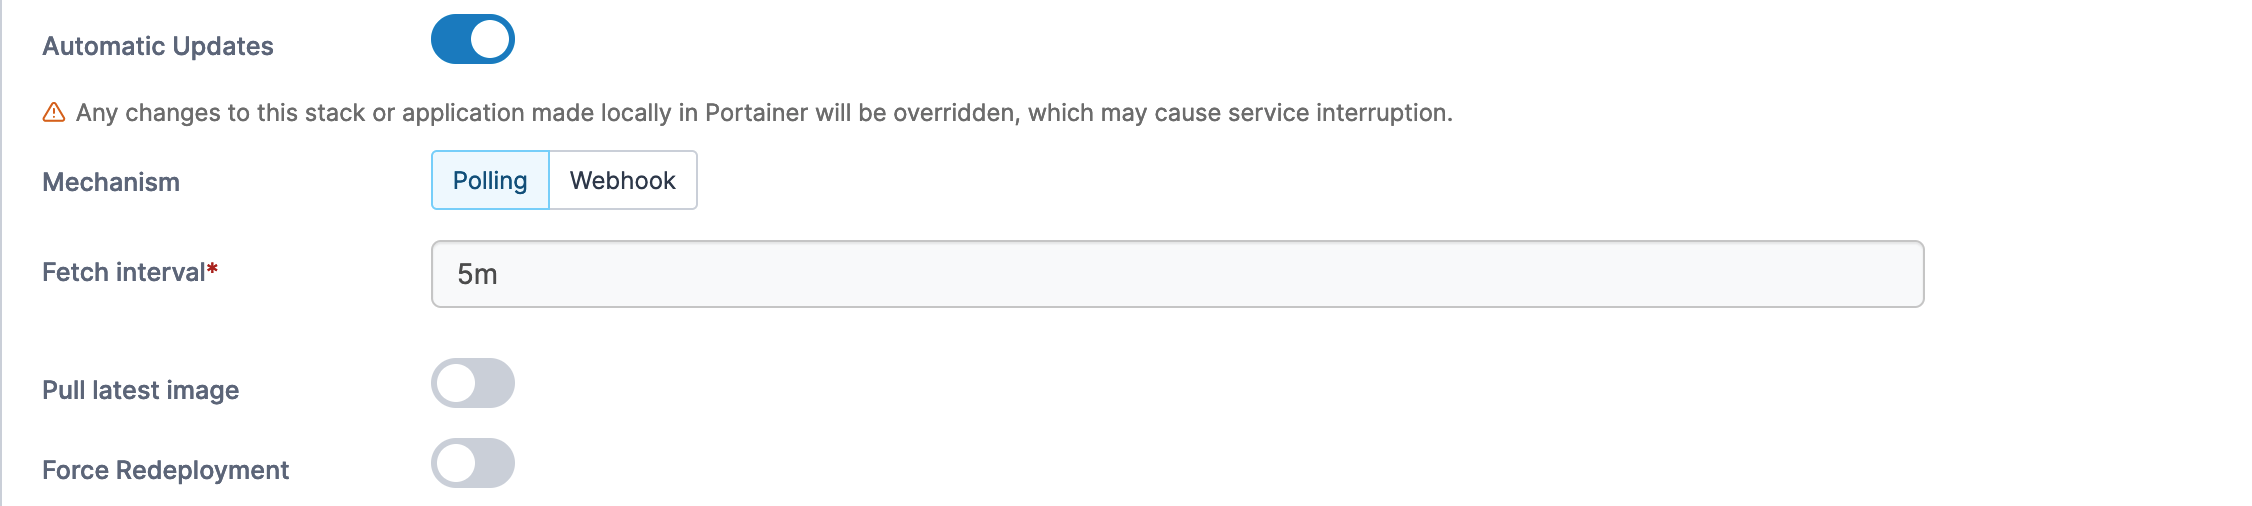 Automatic Updates
Any changes to this stack or application made locally in Portainer will be overridden, which may cause service interruption.
Mechanism Polling Webhook
Fetch interval* 5m
Pull latest image
Force Redeployment